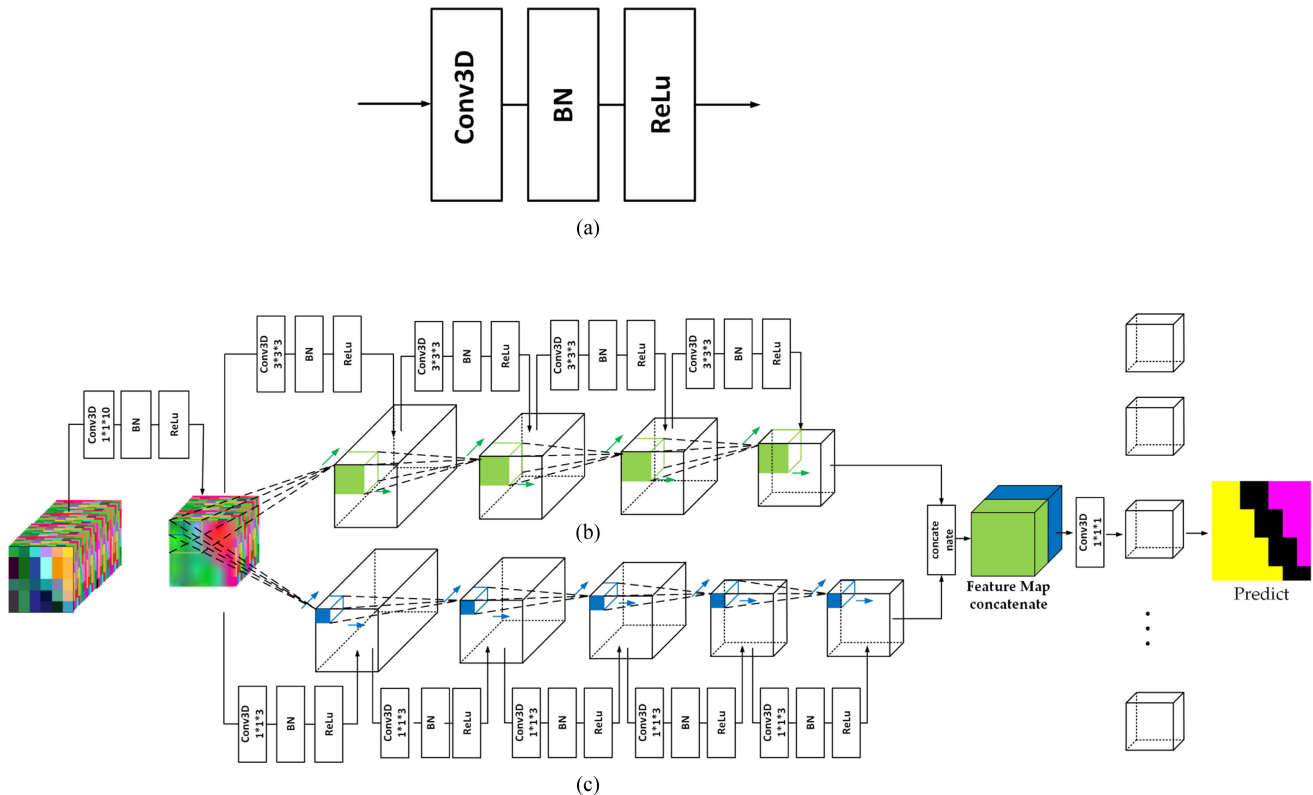 Conv3D
BN
ReLu
(a)
Conv3D
3*3*3
BN
ReLu
Conv3D
3*3*3
BN
ReLu
Conv3D
3*3*3
BN
ReLu
Conv3D
3*3*3
BN
ReLu
Conv3D
1*1*10
BN
ReLu
(b)
concate
nate
Feature Map
concatenate
Conv3D
1*1*1
Predict
Conv3D
1*1*3
BN
ReLu
Conv3D
1*1*3
BN
ReLu
Conv3D
1*1*3
BN
ReLu
Conv3D
1*1*3
BN
ReLu
Conv3D
1*1*3
BN
ReLu
(c)